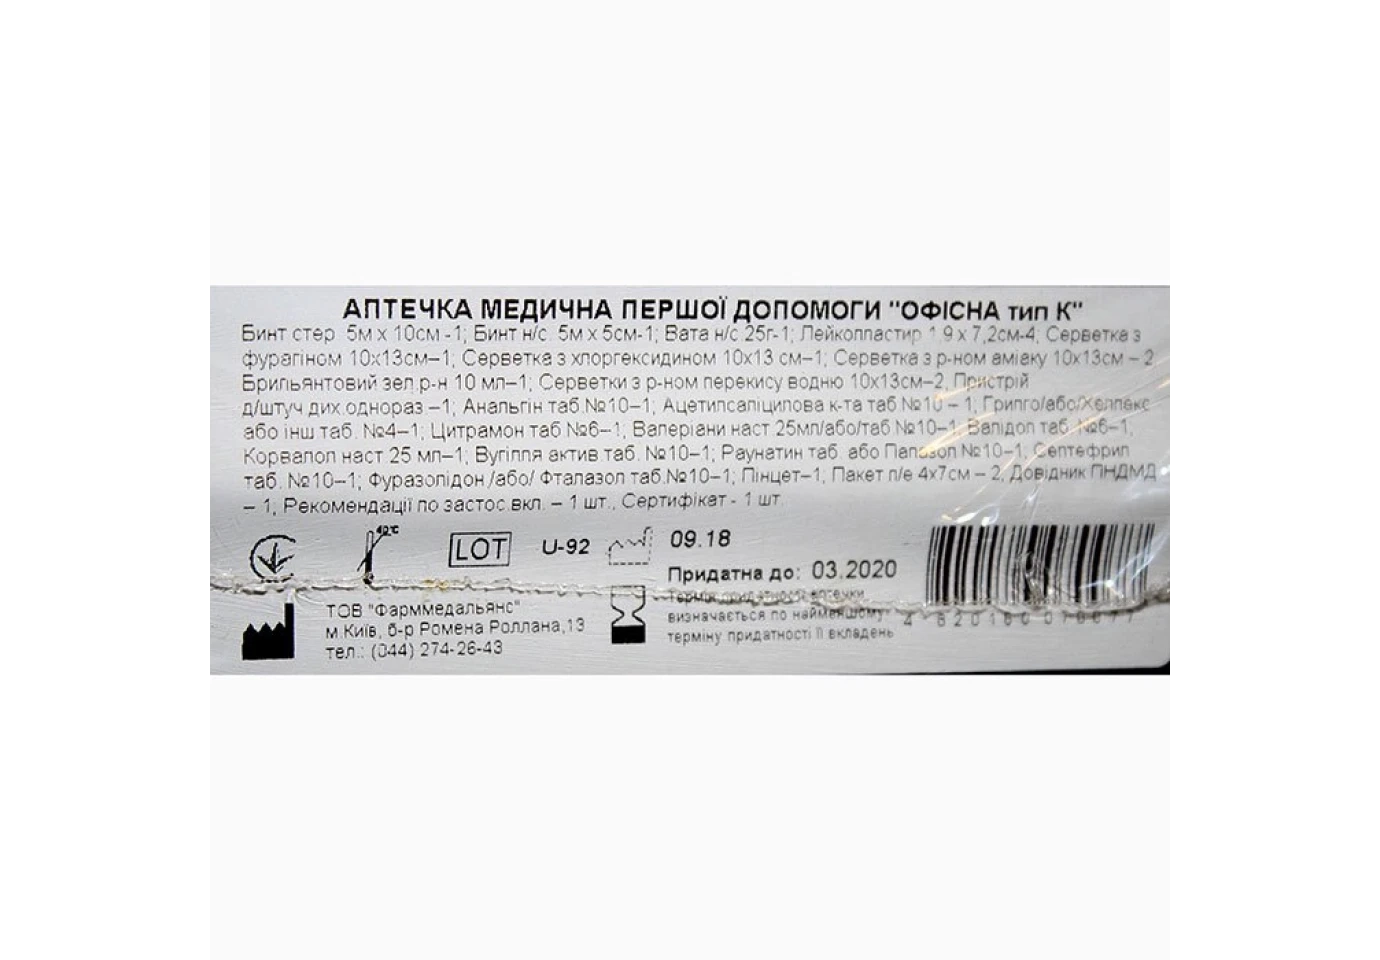 АПТЕЧКА МЕДИЧНА ПЕРШОЇ ДОПОМОГИ "ОФІСНА тип К"
Бинт стер 5м х 10см -1; Бинт н/с. 5м х 5см-1; Вата н/с 25г-1; Лейкопластир 1,9 х 7,2см-4; Серветка з
фурагіном 10х13см–1; Серветка з хлоргексидином 10х13 см–1; Серветка з р-ном аміаку 10х13см – 2
Брильянтовий зел.р-н 10 мл–1; Серветки з р-ном перекису водню 10х13см–2, Пристрій
д/штуч дих.однораз –1; Анальгін таб.№10–1; Ацетилсаліцилова к-та таб №10 – 1; Грипго/або/Колпекс
або інш таб. №4–1; Цитрамон таб №6–1; Валеріани наст 25мл/або/таб №10–1; Валідол таб. №6–1;
Корвалол наст 25 мл–1; Вугілля актив таб. №10–1; Раунатин таб. або Папазол №10–1; Септефрил
таб. №10–1; Фуразолідон /або/ Фталазол таб.№10–1; Пінцет–1; Пакет п/е 4х7см – 2, Довідник ПНДМД
– 1; Рекомендації по застос.вкл. – 1 шт., Сертифікат - 1 шт.
40°С
LOT U-92 09.18
Придатна до: 03.2020
Термін придатності аптечки
визначається по найменшому
терміну придатності її вкладень
ТОВ "Фарммедальянс"
м.Київ, б-р Ромена Роллана,13
тел.: (044) 274-26-43